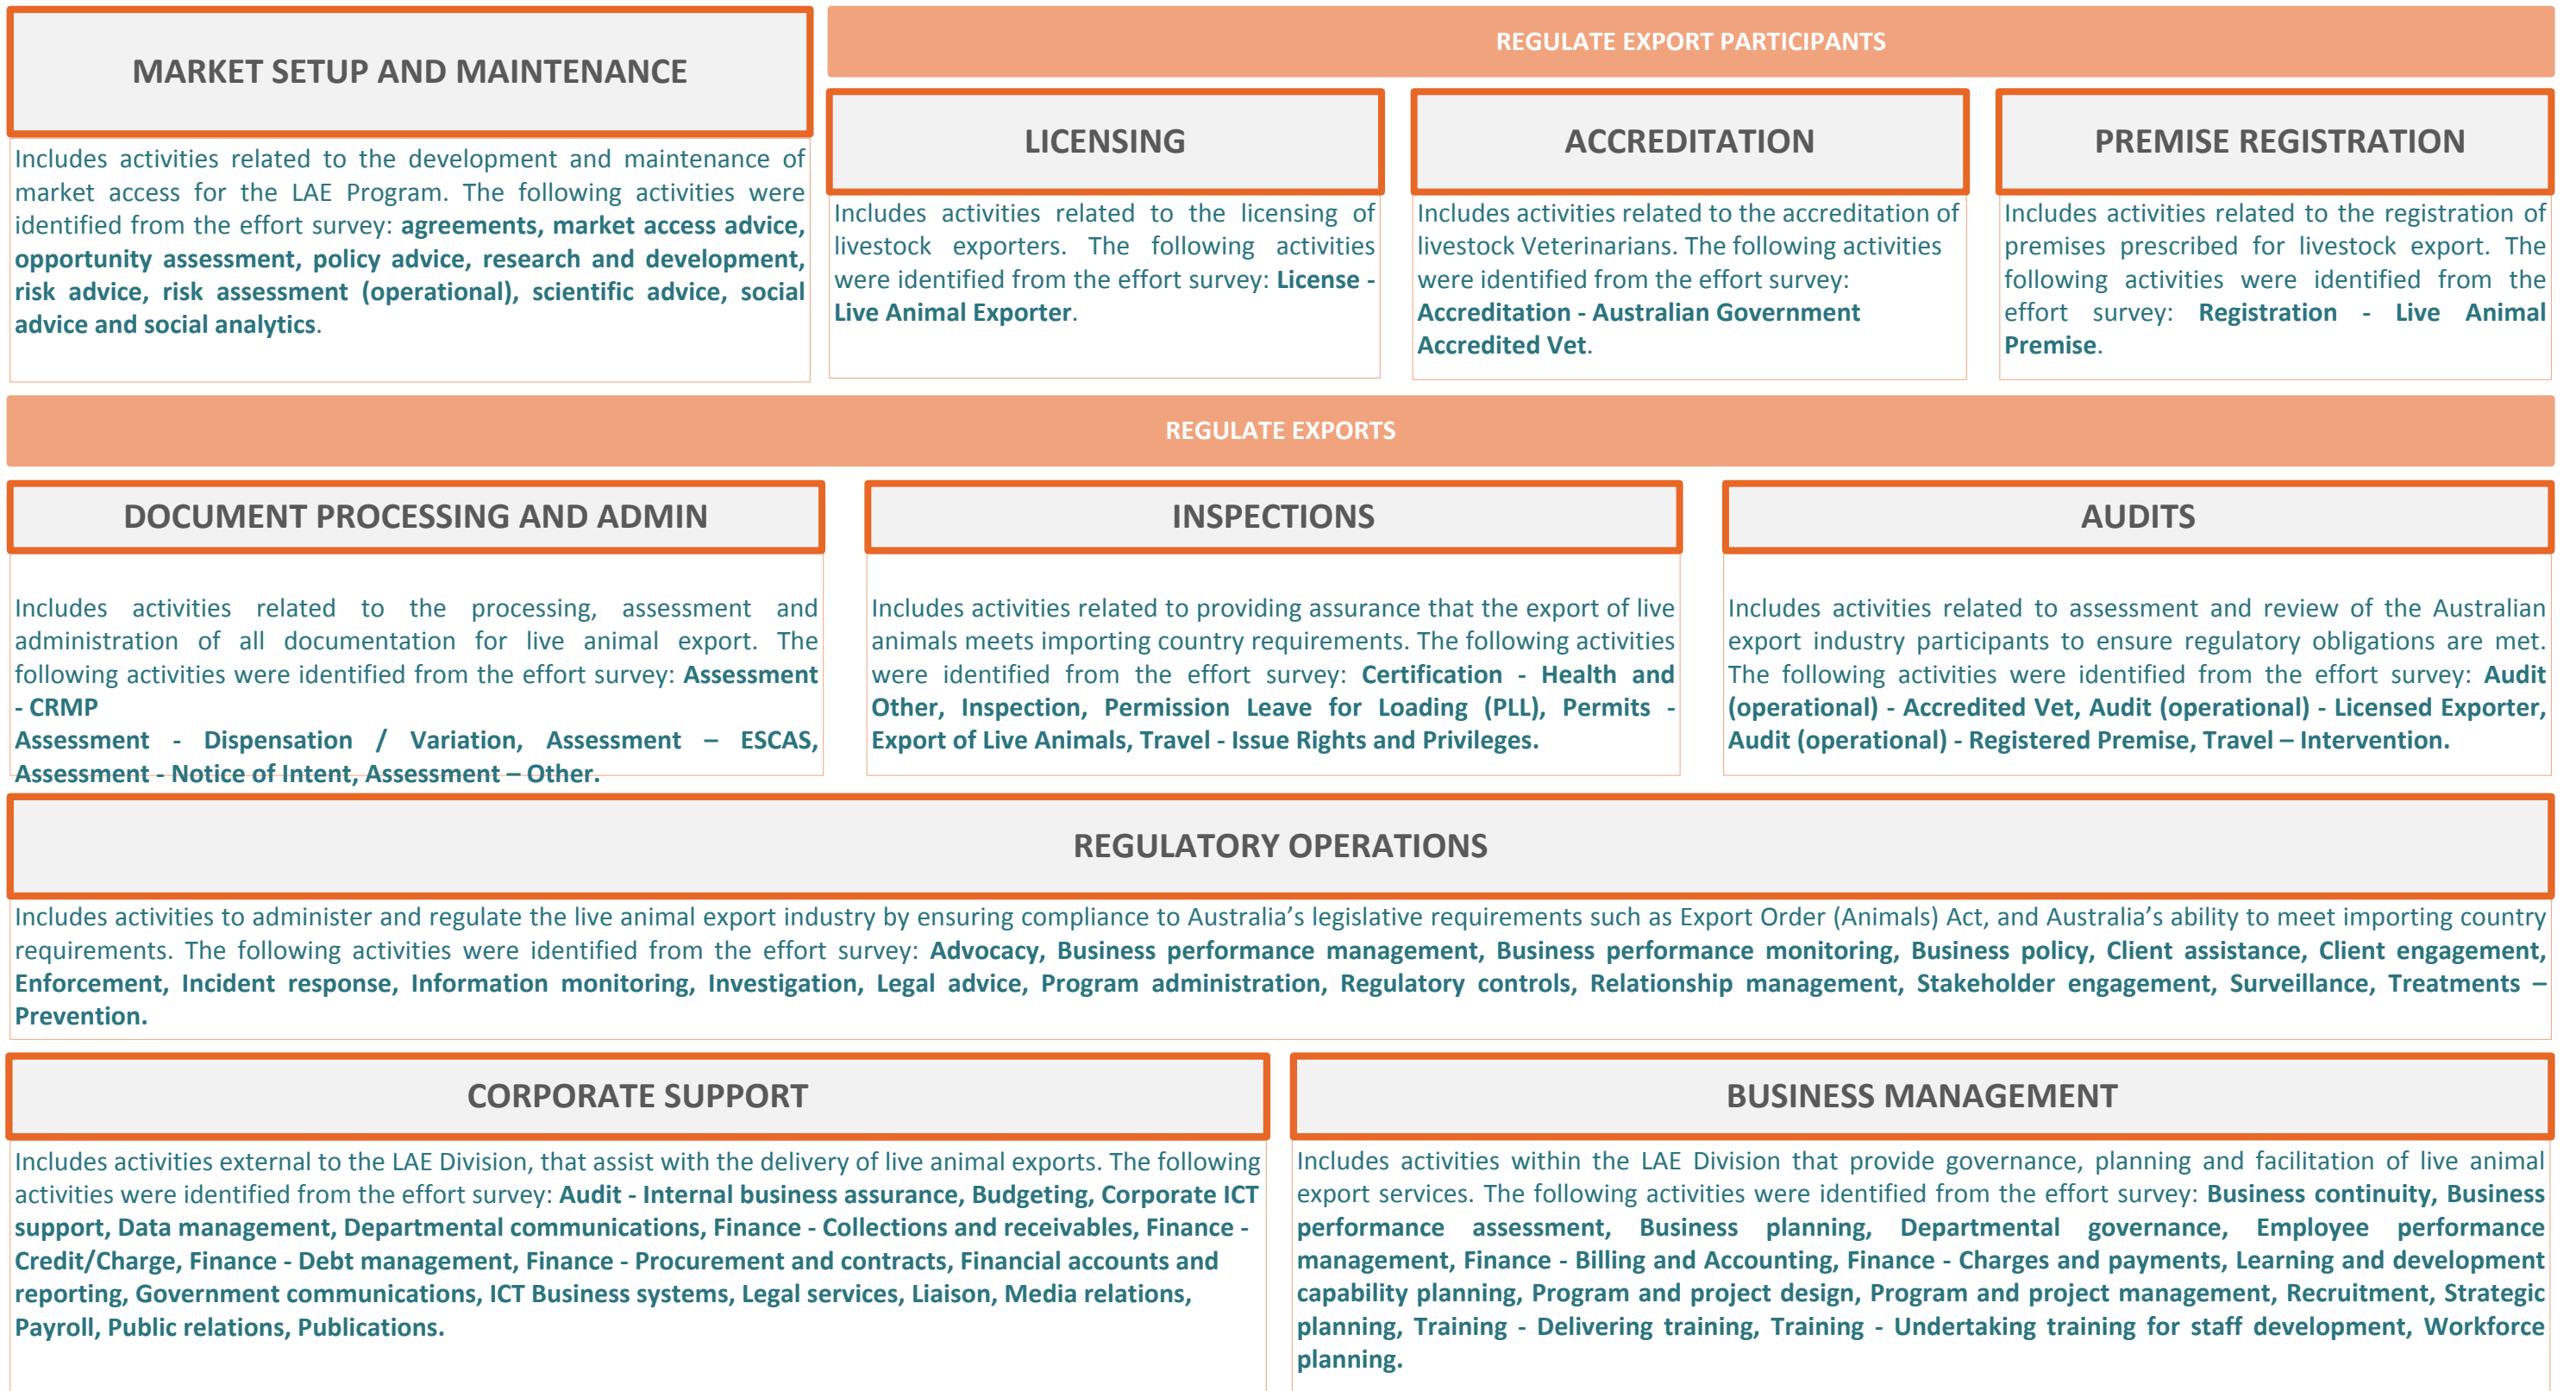 MARKET SETUP AND MAINTENANCE
Includes activities related to the development and maintenance of
market access for the LAE Program. The following activities were
identified from the effort survey: agreements, market access advice,
opportunity assessment, policy advice, research and development,
risk advice, risk assessment (operational), scientific advice, social
advice and social analytics.
REGULATE EXPORT PARTICIPANTS
LICENSING
Includes activities related to the licensing of
livestock exporters. The following activities
were identified from the effort survey: License -
Live Animal Exporter.
ACCREDITATION
Includes activities related to the accreditation of
livestock Veterinarians. The following activities
were identified from the effort survey:
Accreditation - Australian Government
Accredited Vet.
PREMISE REGISTRATION
Includes activities related to the registration of
premises prescribed for livestock export. The
following activities were identified from the
effort survey: Registration - Live Animal
Premise.
REGULATE EXPORTS
DOCUMENT PROCESSING AND ADMIN
Includes activities related to the processing, assessment and
administration of all documentation for live animal export. The
following activities were identified from the effort survey: Assessment
- CRMP
Assessment - Dispensation / Variation, Assessment – ESCAS,
Assessment - Notice of Intent, Assessment – Other.
INSPECTIONS
Includes activities related to providing assurance that the export of live
animals meets importing country requirements. The following activities
were identified from the effort survey: Certification - Health and
Other, Inspection, Permission Leave for Loading (PLL), Permits -
Export of Live Animals, Travel - Issue Rights and Privileges.
AUDITS
Includes activities related to assessment and review of the Australian
export industry participants to ensure regulatory obligations are met.
The following activities were identified from the effort survey: Audit
(operational) - Accredited Vet, Audit (operational) - Licensed Exporter,
Audit (operational) - Registered Premise, Travel – Intervention.
REGULATORY OPERATIONS
Includes activities to administer and regulate the live animal export industry by ensuring compliance to Australia’s legislative requirements such as Export Order (Animals) Act, and Australia’s ability to meet importing country
requirements. The following activities were identified from the effort survey: Advocacy, Business performance management, Business performance monitoring, Business policy, Client assistance, Client engagement,
Enforcement, Incident response, Information monitoring, Investigation, Legal advice, Program administration, Regulatory controls, Relationship management, Stakeholder engagement, Surveillance, Treatments –
Prevention.
CORPORATE SUPPORT
Includes activities external to the LAE Division, that assist with the delivery of live animal exports. The following
activities were identified from the effort survey: Audit - Internal business assurance, Budgeting, Corporate ICT
support, Data management, Departmental communications, Finance - Collections and receivables, Finance -
Credit/Charge, Finance - Debt management, Finance - Procurement and contracts, Financial accounts and
reporting, Government communications, ICT Business systems, Legal services, Liaison, Media relations,
Payroll, Public relations, Publications.
BUSINESS MANAGEMENT
Includes activities within the LAE Division that provide governance, planning and facilitation of live animal
export services. The following activities were identified from the effort survey: Business continuity, Business
performance assessment, Business planning, Departmental governance, Employee performance
management, Finance - Billing and Accounting, Finance - Charges and payments, Learning and development
capability planning, Program and project design, Program and project management, Recruitment, Strategic
planning, Training - Delivering training, Training - Undertaking training for staff development, Workforce
planning.